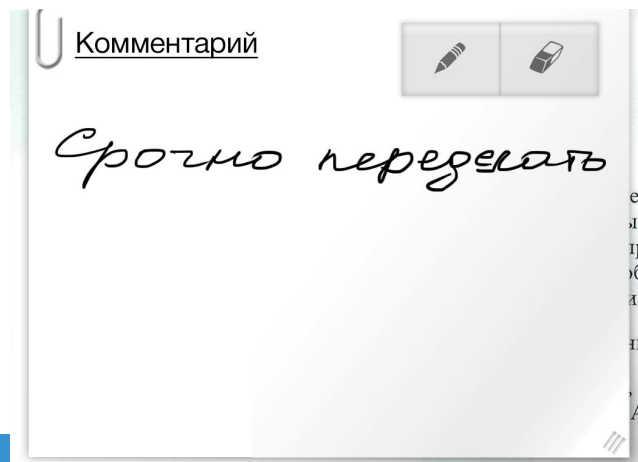 Комментарий
Срочно переделать